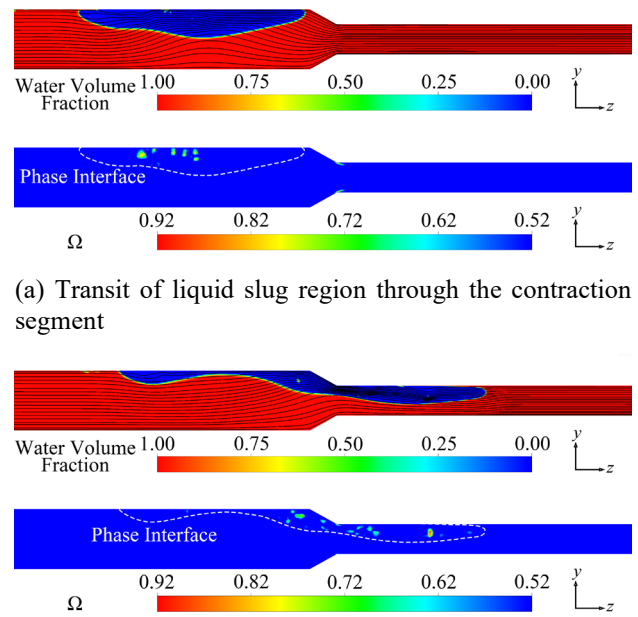 Water Volume Fraction
1.00 0.75 0.50 0.25 0.00
y
z
Phase Interface
0.92 0.82 0.72 0.62 0.52
Ω
y
z
(a) Transit of liquid slug region through the contraction
segment
Water Volume Fraction
1.00 0.75 0.50 0.25 0.00
y
z
Phase Interface
0.92 0.82 0.72 0.62 0.52
Ω
y
z